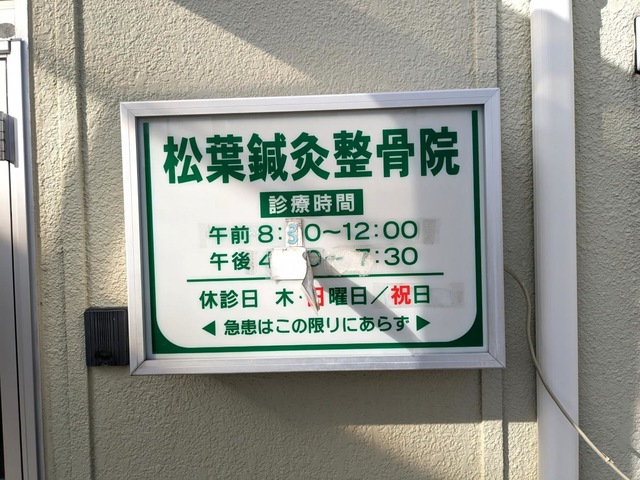 松葉鍼灸整骨院
診療時間
午前 8:30〜12:00
午後 4 0〜7:30
休診日 木・日曜日／祝日
◀ 急患はこの限りにあらず ▶